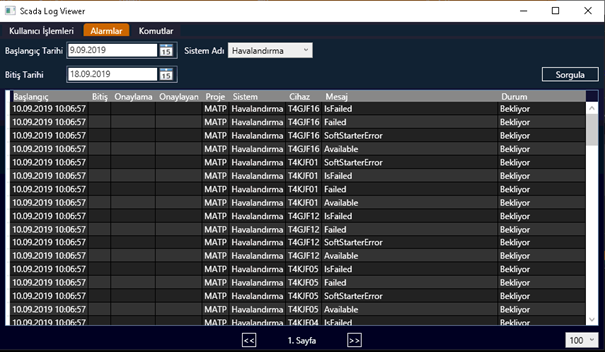 Scada Log Viewer
Kullanıcı İşlemleri Alarmlar Komutlar
Başlangıç Tarihi 9.09.2019 15 Sistem Adı Havalandırma
Bitiş Tarihi 18.09.2019 15 Sorgula
Başlangıç Bitiş Onaylama Onaylayan Proje Sistem Cihaz Mesaj Durum
10.09.2019 10:06:57 MATP Havalandırma T4GJF16 IsFailed Bekliyor
10.09.2019 10:06:57 MATP Havalandırma T4GJF16 Failed Bekliyor
10.09.2019 10:06:57 MATP Havalandırma T4GJF16 SoftStarterError Bekliyor
10.09.2019 10:06:57 MATP Havalandırma T4GJF16 Available Bekliyor
10.09.2019 10:06:57 MATP Havalandırma T4KJF01 SoftStarterError Bekliyor
10.09.2019 10:06:57 MATP Havalandırma T4KJF01 IsFailed Bekliyor
10.09.2019 10:06:57 MATP Havalandırma T4KJF01 Failed Bekliyor
10.09.2019 10:06:57 MATP Havalandırma T4KJF01 Available Bekliyor
10.09.2019 10:06:57 MATP Havalandırma T4GJF12 IsFailed Bekliyor
10.09.2019 10:06:57 MATP Havalandırma T4GJF12 Failed Bekliyor
10.09.2019 10:06:57 MATP Havalandırma T4GJF12 SoftStarterError Bekliyor
10.09.2019 10:06:57 MATP Havalandırma T4GJF12 Available Bekliyor
10.09.2019 10:06:57 MATP Havalandırma T4KJF05 IsFailed Bekliyor
10.09.2019 10:06:57 MATP Havalandırma T4KJF05 Failed Bekliyor
10.09.2019 10:06:57 MATP Havalandırma T4KJF05 SoftStarterError Bekliyor
10.09.2019 10:06:57 MATP Havalandırma T4KJF05 Available Bekliyor
10.09.2019 10:06:57 MATP Havalandırma T4KJF04 IsFailed Bekliyor
<< 1. Sayfa >> 100